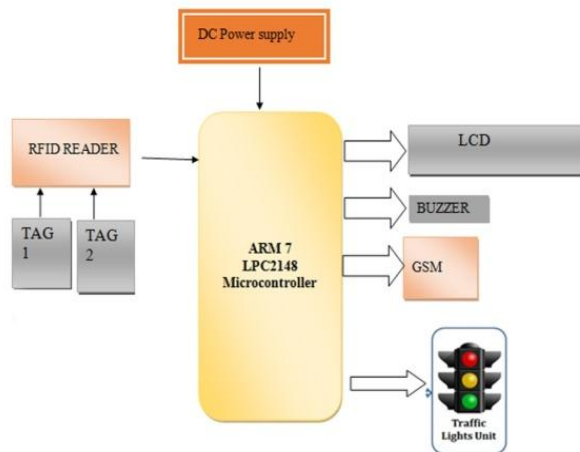 DC Power supply
RFID READER
TAG
1
TAG
2
ARM 7
LPC2148
Microcontroller
LCD
BUZZER
GSM
Traffic
Lights Unit